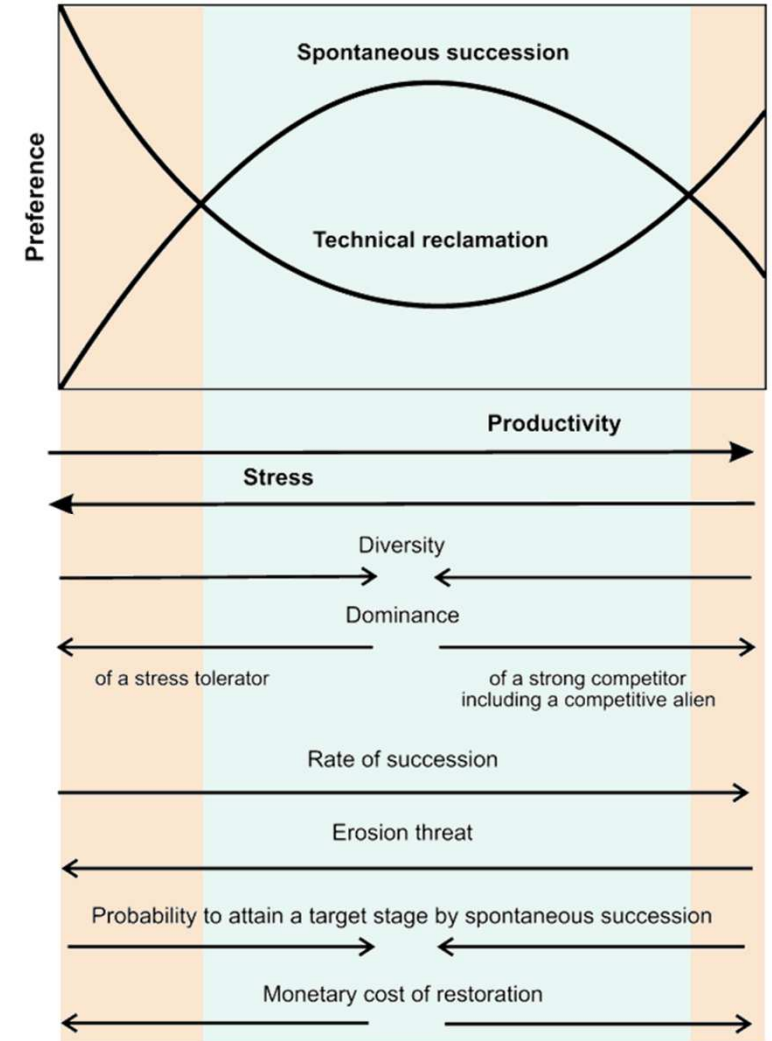 Spontaneous succession
Preference
Technical reclamation
Productivity
Stress
Diversity
Dominance
of a stress tolerator
of a strong competitor
including a competitive alien
Rate of succession
Erosion threat
Probability to attain a target stage by spontaneous succession
Monetary cost of restoration